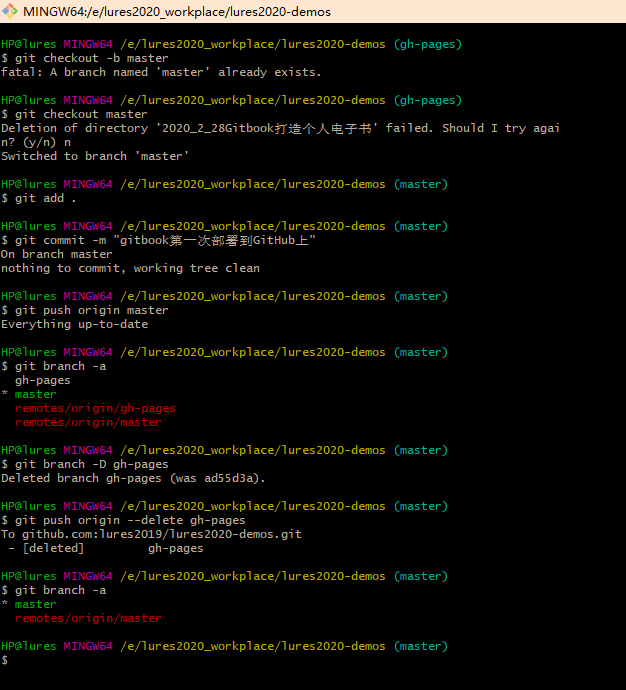 MINGW64:/e/lures2020_workplace/lures2020-demos
HP@lures MINGW64 /e/lures2020_workplace/lures2020-demos (gh-pages)
$ git checkout -b master
fatal: A branch named 'master' already exists.
HP@lures MINGW64 /e/lures2020_workplace/lures2020-demos (gh-pages)
$ git checkout master
Deletion of directory '2020_2_28Gitbook打造个人电子书' failed. Should I try agai
n? (y/n) n
Switched to branch 'master'
HP@lures MINGW64 /e/lures2020_workplace/lures2020-demos (master)
$ git add .
HP@lures MINGW64 /e/lures2020_workplace/lures2020-demos (master)
$ git commit -m "gitbook第一次部署到GitHub上"
On branch master
nothing to commit, working tree clean
HP@lures MINGW64 /e/lures2020_workplace/lures2020-demos (master)
$ git push origin master
Everything up-to-date
HP@lures MINGW64 /e/lures2020_workplace/lures2020-demos (master)
$ git branch -a
gh-pages
* master
remotes/origin/gh-pages
remotes/origin/master
HP@lures MINGW64 /e/lures2020_workplace/lures2020-demos (master)
$ git branch -D gh-pages
Deleted branch gh-pages (was ad55d3a).
HP@lures MINGW64 /e/lures2020_workplace/lures2020-demos (master)
$ git push origin --delete gh-pages
To github.com:lures2019/lures2020-demos.git
- [deleted]         gh-pages
HP@lures MINGW64 /e/lures2020_workplace/lures2020-demos (master)
$ git branch -a
* master
remotes/origin/master
HP@lures MINGW64 /e/lures2020_workplace/lures2020-demos (master)
$